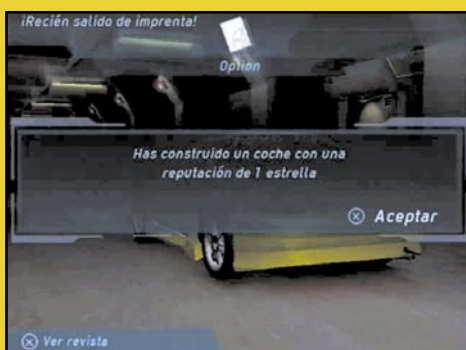 ¡Recién salido de imprenta!
Option
Has construido un coche con una
reputación de 1 estrella
Aceptar
Ver revista